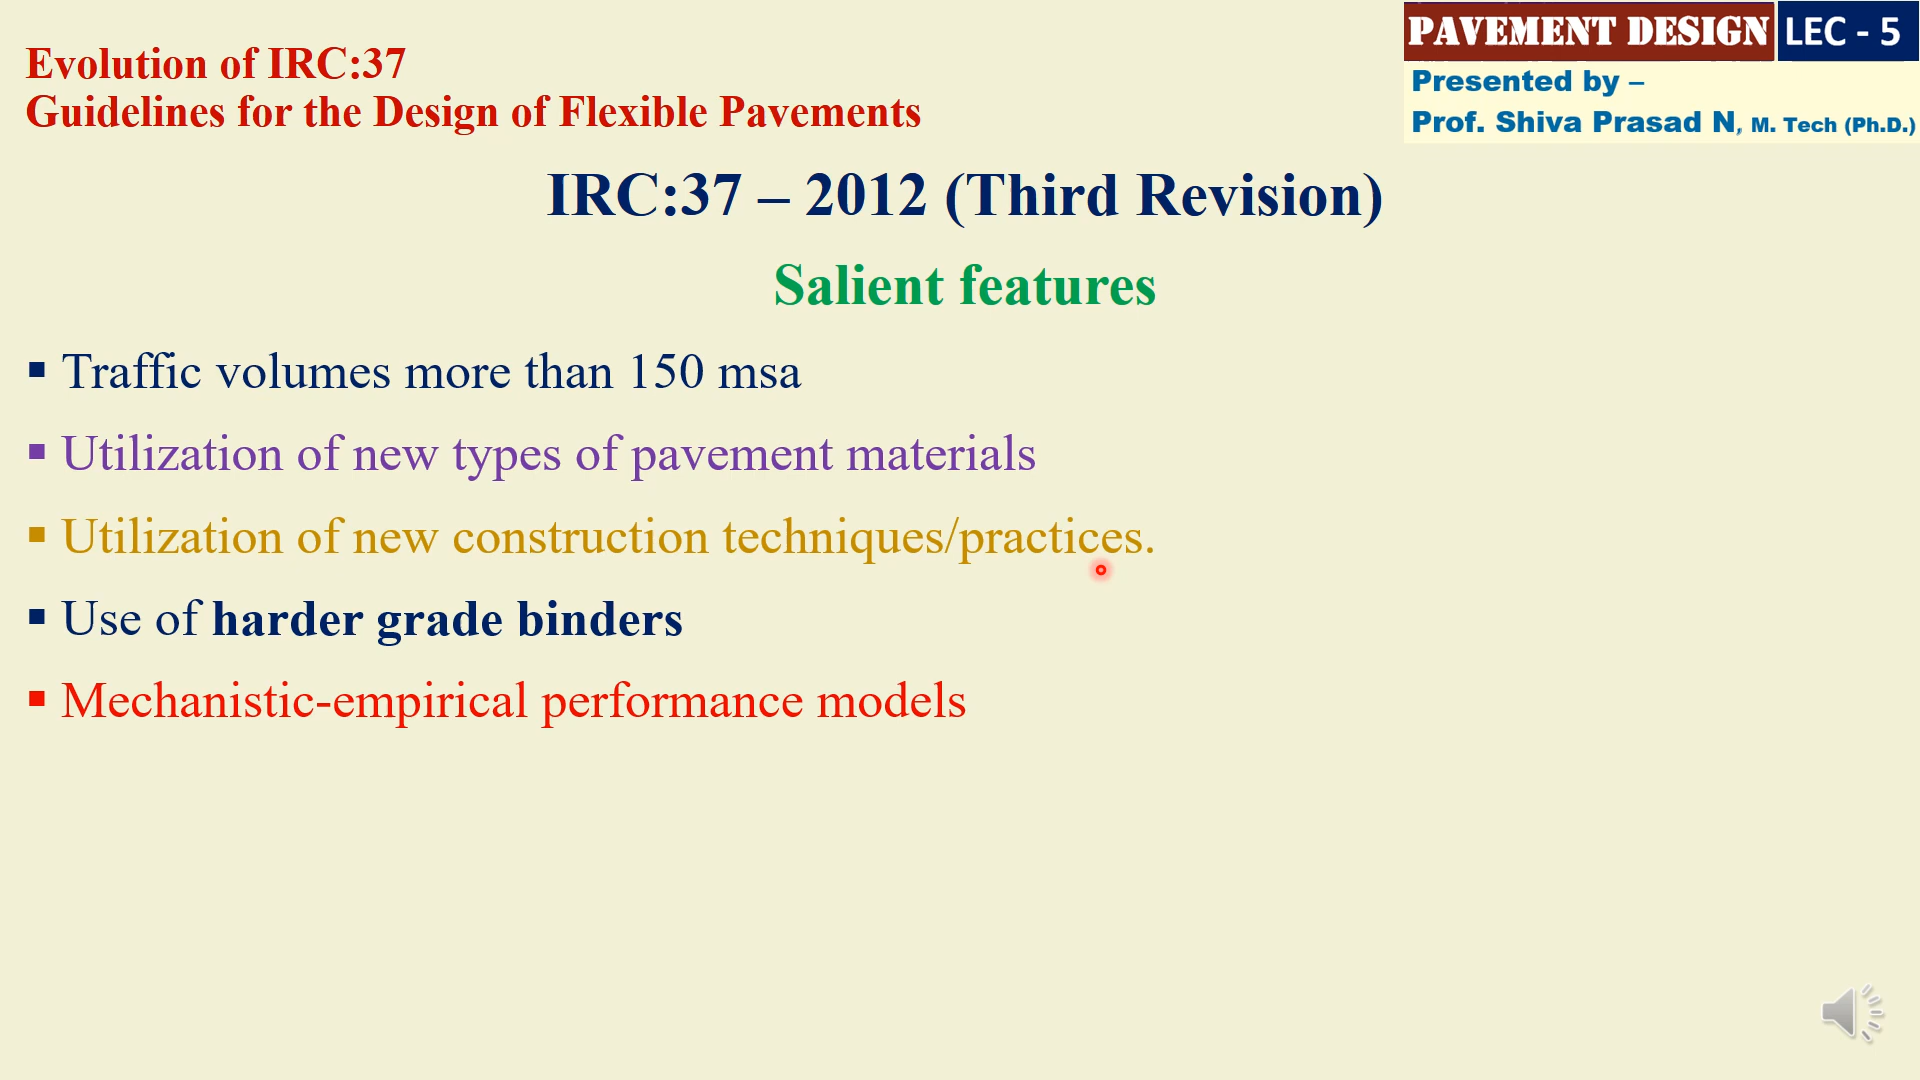 Evolution of IRC:37
Guidelines for the Design of Flexible Pavements
PAVEMENT DESIGN LEC - 5
Presented by –
Prof. Shiva Prasad N, M. Tech (Ph.D.)
IRC:37 – 2012 (Third Revision)
Salient features
▪ Traffic volumes more than 150 msa
▪ Utilization of new types of pavement materials
▪ Utilization of new construction techniques/practices.
▪ Use of harder grade binders
▪ Mechanistic-empirical performance models